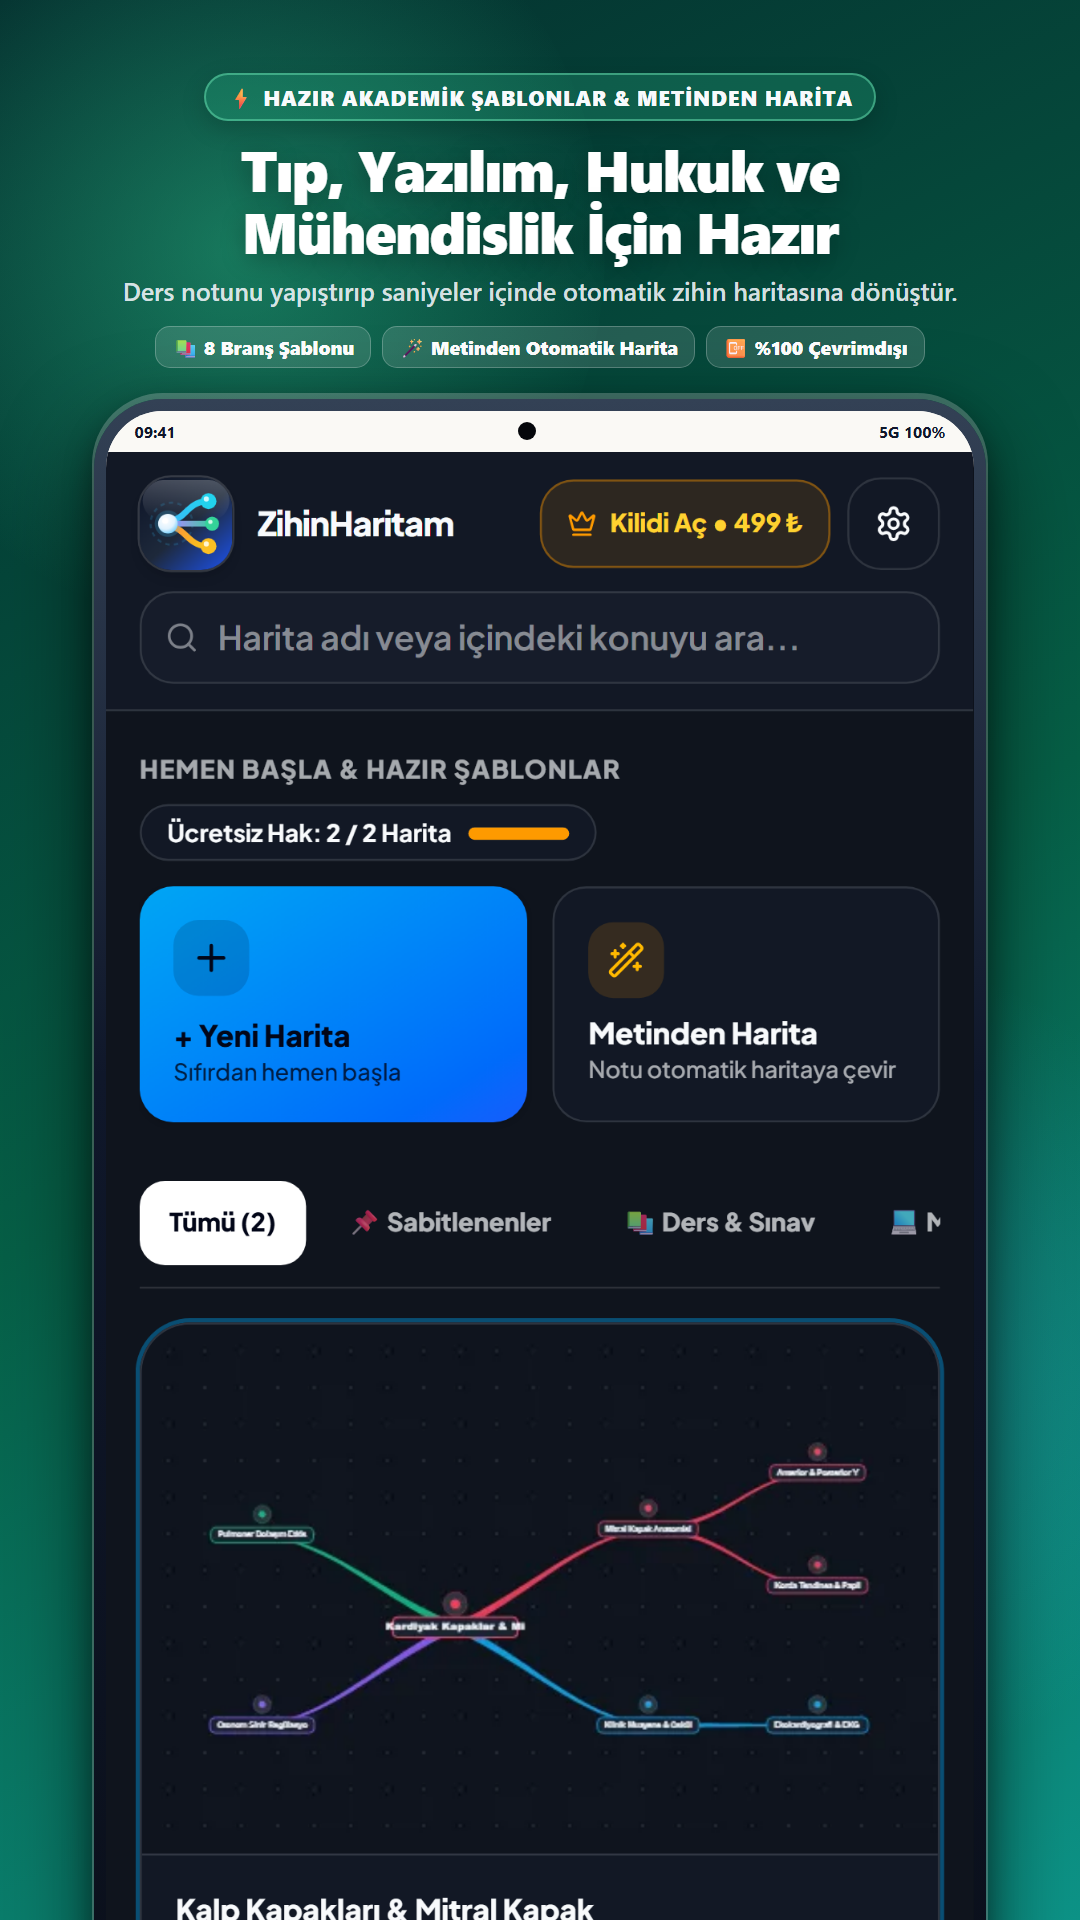 HAZIR AKADEMİK ŞABLONLAR & METİNDEN HARİTA
Tıp, Yazılım, Hukuk ve
Mühendislik İçin Hazır
Ders notunu yapıştırıp saniyeler içinde otomatik zihin haritasına dönüştür.
8 Branş Şablonu
Metinden Otomatik Harita
%100 Çevrimdışı
09:41
5G 100%
ZihinHaritam
Kilidi Aç • 499 ₺
Harita adı veya içindeki konuyu ara...
HEMEN BAŞLA & HAZIR ŞABLONLAR
Ücretsiz Hak: 2 / 2 Harita
+ Yeni Harita
Sıfırdan hemen başla
Metinden Harita
Notu otomatik haritaya çevir
Tümü (2)
Sabitlenenler
Ders & Sınav
Mitral Kapak Anatomisi
Kardiyak Kapaklar & Mi
Kalp Kapakları & Mitral Kapak